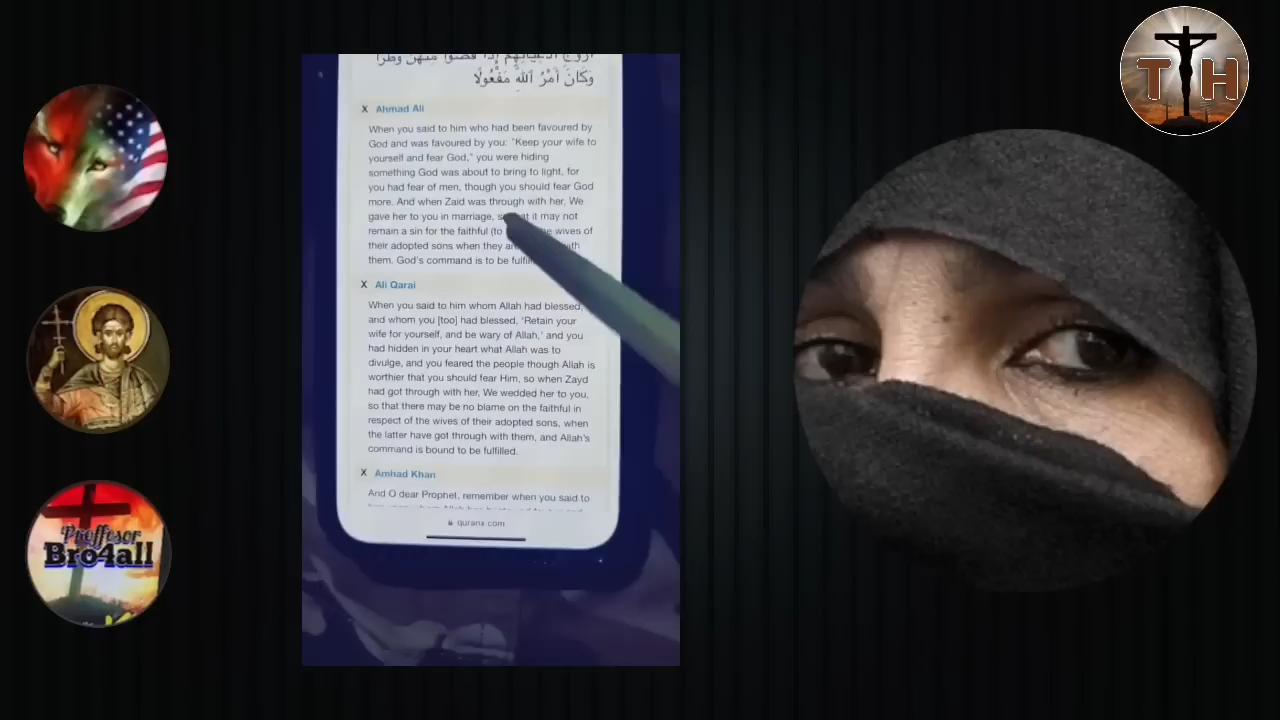 وَكَانَ أَمْرُ ٱللَّهِ مَفْعُولًا
X Ahmad Ali
When you said to him who had been favoured by
God and was favoured by you: "Keep your wife to
yourself and fear God," you were hiding
something God was about to bring to light, for
you had fear of men, though you should fear God
more. And when Zaid was through with her, We
gave her to you in marriage, it may not
remain a sin for the faithful (to wives of
their adopted sons when they
them. God's command is to be
X Ali Qarai
When you said to him whom Allah had blessed,
and whom you [too] had blessed, 'Retain your
wife for yourself, and be wary of Allah,' and you
had hidden in your heart what Allah was to
divulge, and you feared the people though Allah is
worthier that you should fear Him, so when Zayd
had got through with her, We wedded her to you,
so that there may be no blame on the faithful in
respect of the wives of their adopted sons, when
the latter have got through with them, and Allah's
command is bound to be fulfilled.
X Amhad Khan
And O dear Prophet, remember when you said to
quranx.com
Proffesor
Bro4all
T H